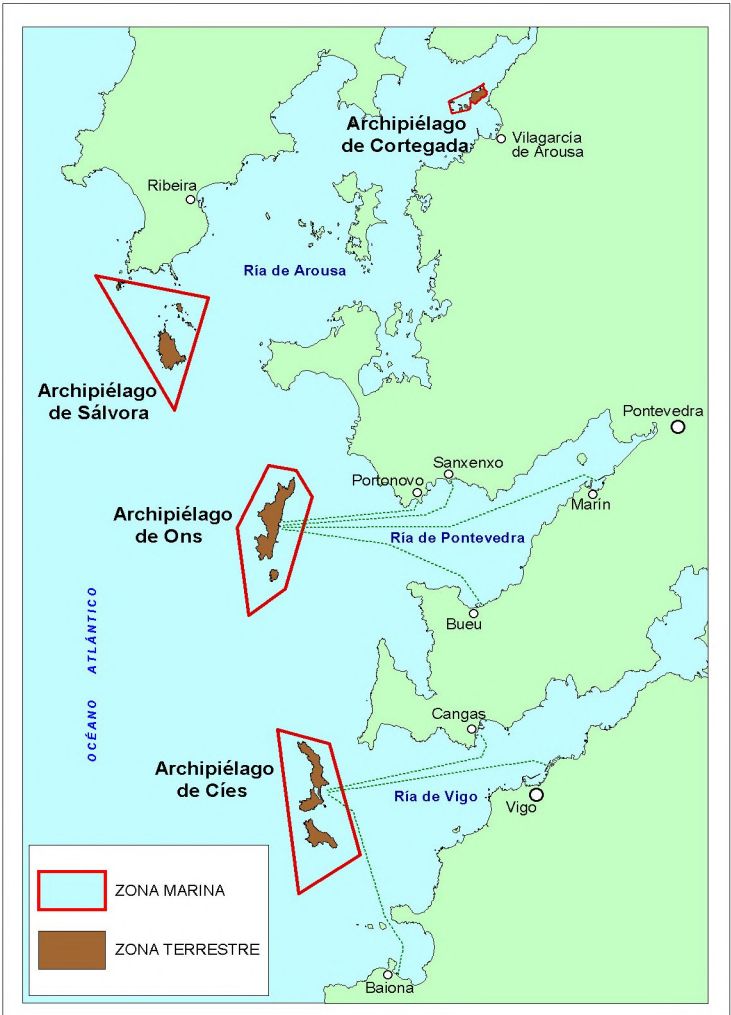 Archipiélago
de Cortegada
Vilagarcía
de Arousa
Ribeira
Ría de Arousa
Archipiélago
de Sálvora
Pontevedra
Sanxenxo
Portonovo
Marín
Archipiélago
de Ons
Ría de Pontevedra
Bueu
OCÉANO ATLÁNTICO
Cangas
Archipiélago
de Cíes
Ría de Vigo
Vigo
ZONA MARINA
ZONA TERRESTRE
Baiona